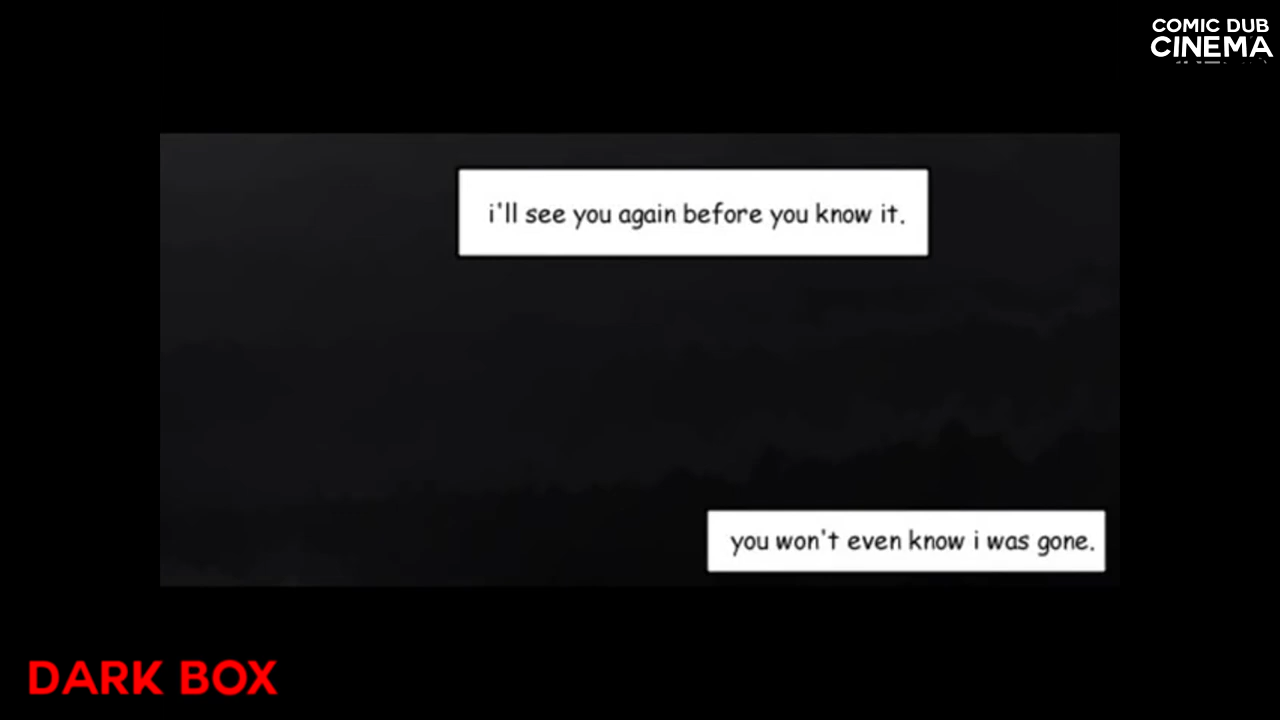 COMIC DUB
CINEMA
i'll see you again before you know it.
you won't even know i was gone.
DARK BOX